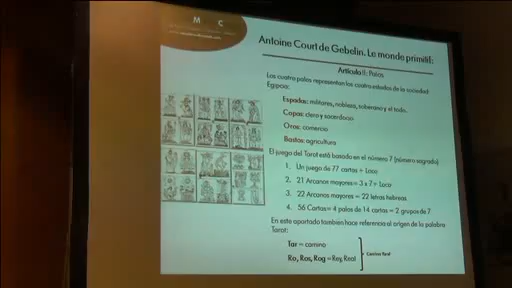 M C
Antoine Court de Gebelin. Le monde primitif:
Artículo II: Palos
Los cuatro palos representan los cuatro estados de la sociedad
Egipcia:
Espadas: militares, nobleza, soberano y el todo.
Copas: clero y sacerdocio
Oros: comercio
Bastos: agricultura
El juego del Tarot está basado en el número 7 (número sagrado)
1. Un juego de 77 cartas + Loco
2. 21 Arcanos mayores= 3 x 7 + Loco
3. 22 Arcanos mayores = 22 letras hebreas
4. 56 Cartas= 4 palos de 14 cartas = 2 grupos de 7
En este apartado también hace referencia al origen de la palabra
Tarot:
Tar = camino
Ro, Ros, Rog = Rey, Real
Camino Real